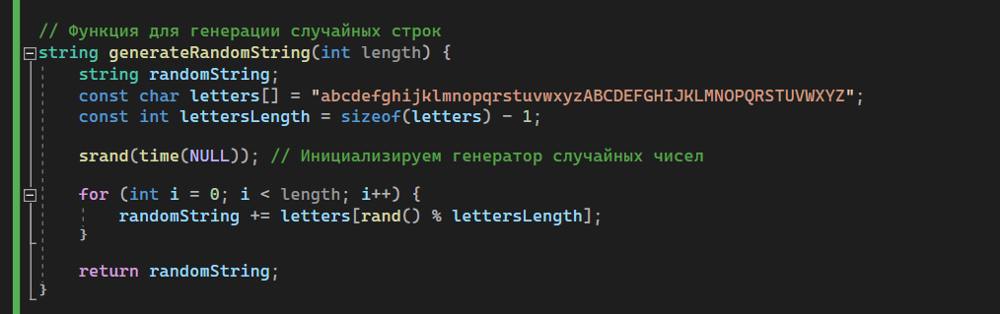 // Функция для генерации случайных строк
string generateRandomString(int length) {
string randomString;
const char letters[] = "abcdefghijklmnopqrstuvwxyzABCDEFGHIJKLMNOPQRSTUVWXYZ";
const int lettersLength = sizeof(letters) - 1;
srand(time(NULL)); // Инициализируем генератор случайных чисел
for (int i = 0; i < length; i++) {
randomString += letters[rand() % lettersLength];
}
return randomString;
}